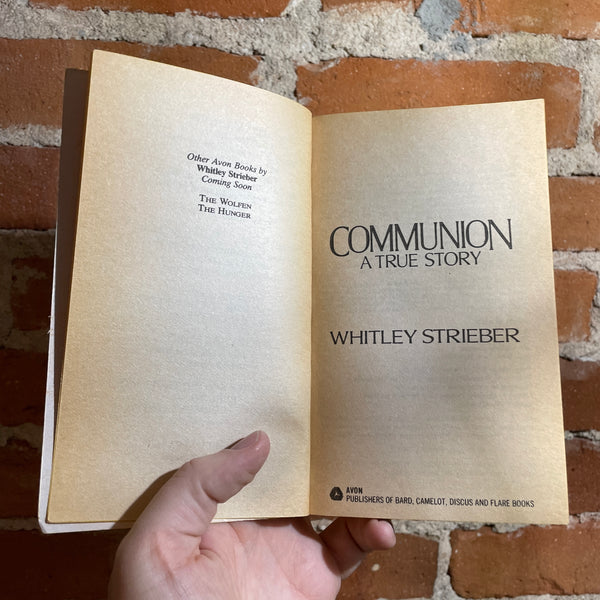 Other Avon Books by
Whitley Strieber
Coming Soon
THE WOLFEN
THE HUNGER
COMMUNION
A TRUE STORY
WHITLEY STRIEBER
AVON
PUBLISHERS OF BARD, CAMELOT, DISCUS AND FLARE BOOKS